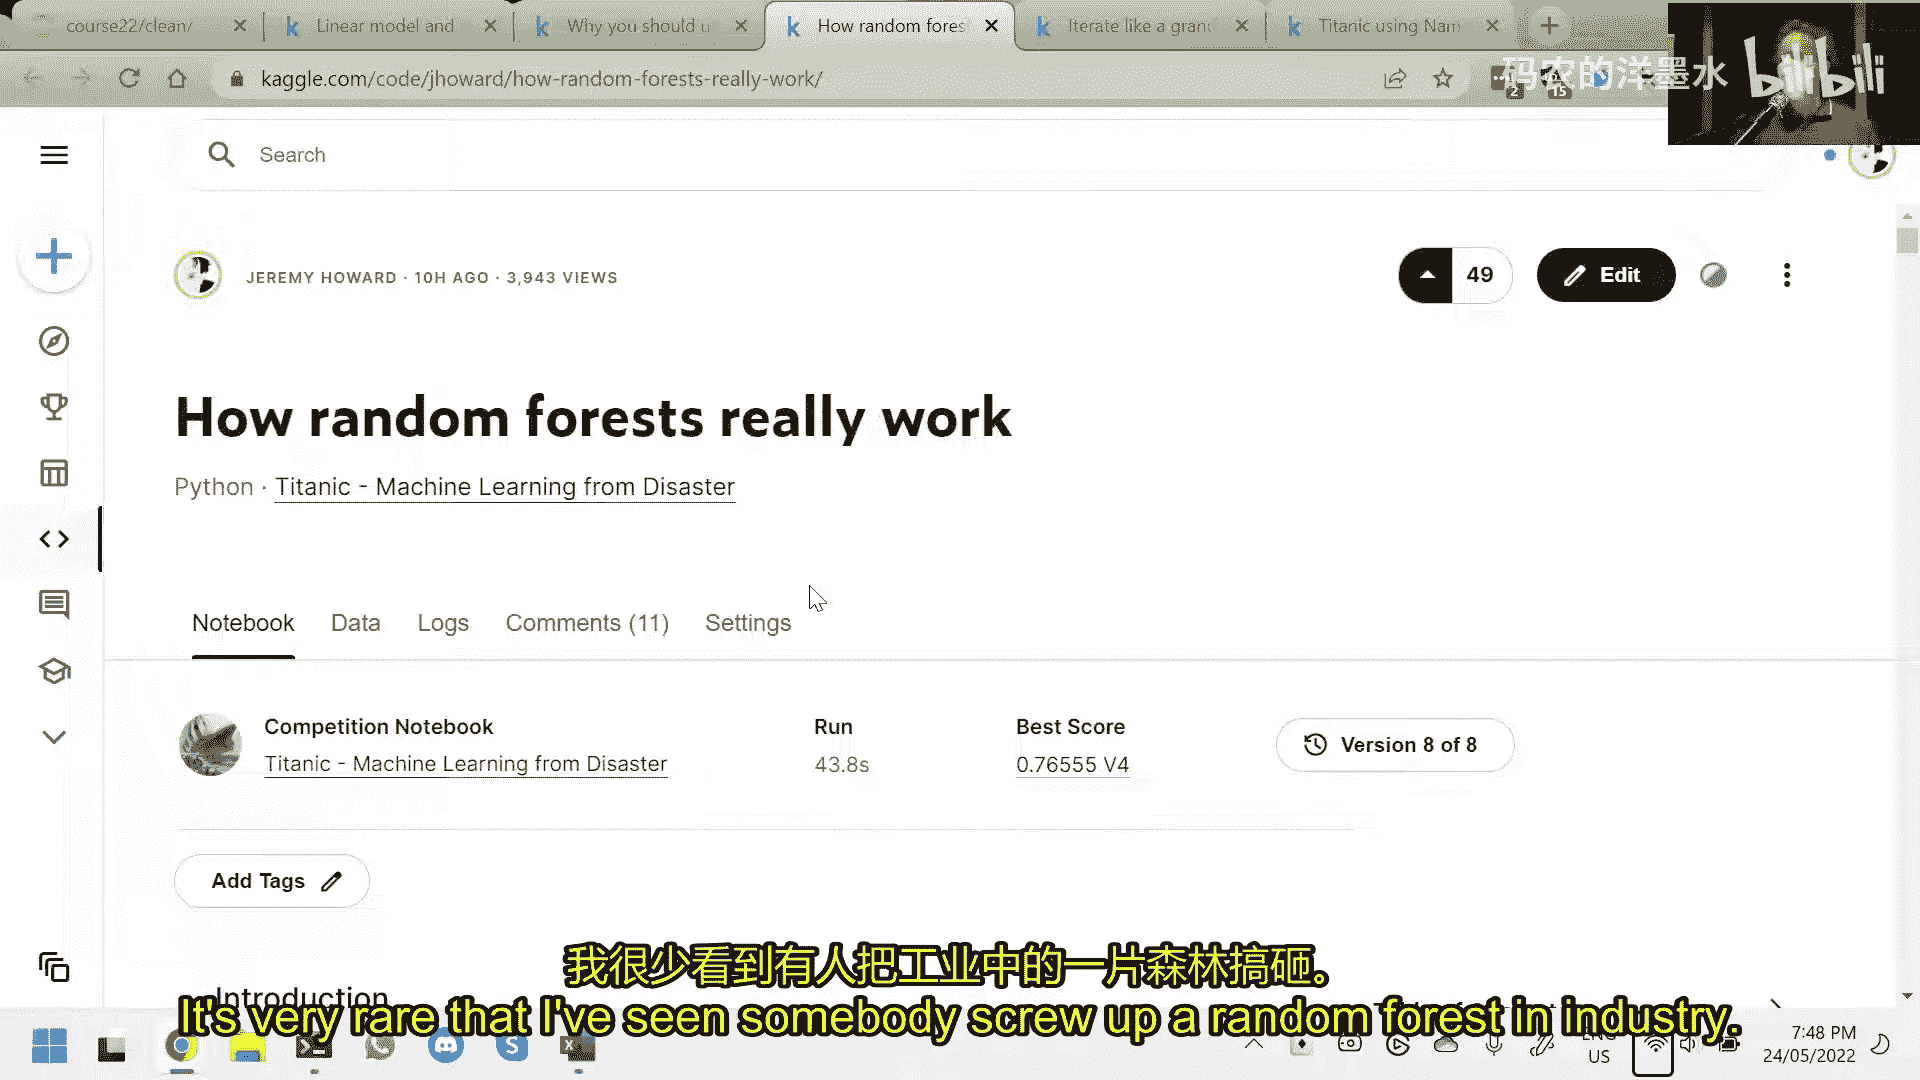 course22/clean/
Linear model and
Why you should u
How random fores
Iterate like a gran
Titanic using Nam
kaggle.com/code/jhoward/how-random-forests-really-work/
2
15
码农的洋墨水
bilibili
Search
JEREMY HOWARD · 10H AGO · 3,943 VIEWS
49
Edit
How random forests really work
Python · Titanic - Machine Learning from Disaster
Notebook
Data
Logs
Comments (11)
Settings
Competition Notebook
Titanic - Machine Learning from Disaster
Run
43.8s
Best Score
0.76555 V4
Version 8 of 8
Add Tags
Introduction
我很少看到有人把工业中的一片森林搞砸。
It's very rare that I've seen somebody screw up a random forest in industry.
ENG
US
7:48 PM
24/05/2022